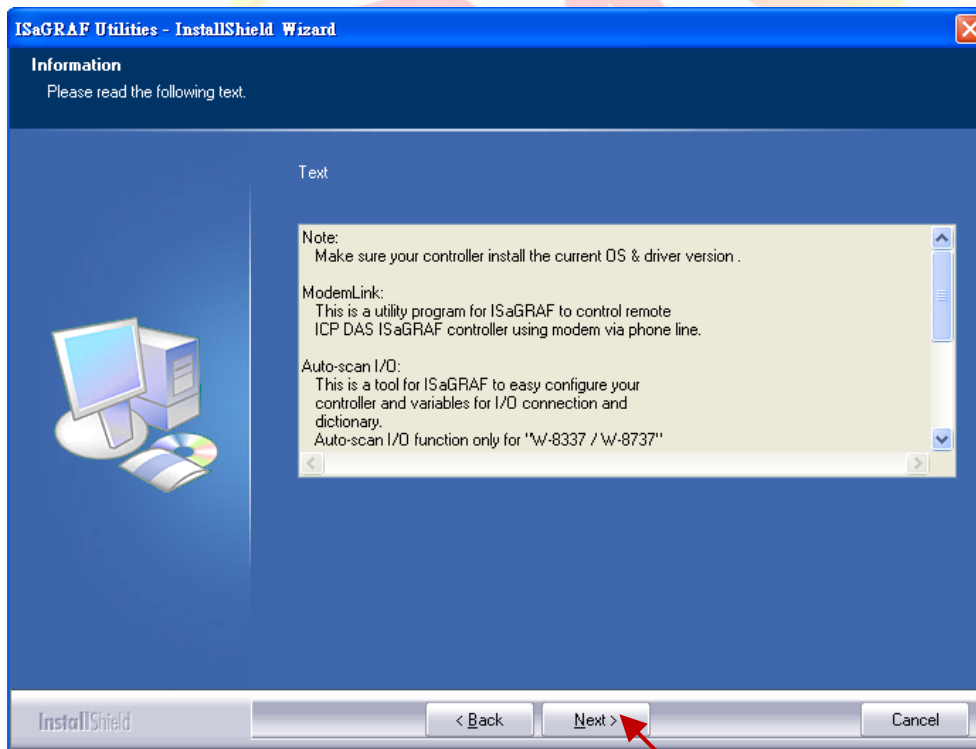 ISaGRAF Utilities - InstallShield Wizard
Information
Please read the following text.
Text
Note:
Make sure your controller install the current OS & driver version .
ModemLink:
This is a utility program for ISaGRAF to control remote
ICP DAS ISaGRAF controller using modem via phone line.
Auto-scan I/O:
This is a tool for ISaGRAF to easy configure your
controller and variables for I/O connection and
dictionary.
Auto-scan I/O function only for "W-8337 / W-8737"
InstallShield
< Back
Next >
Cancel